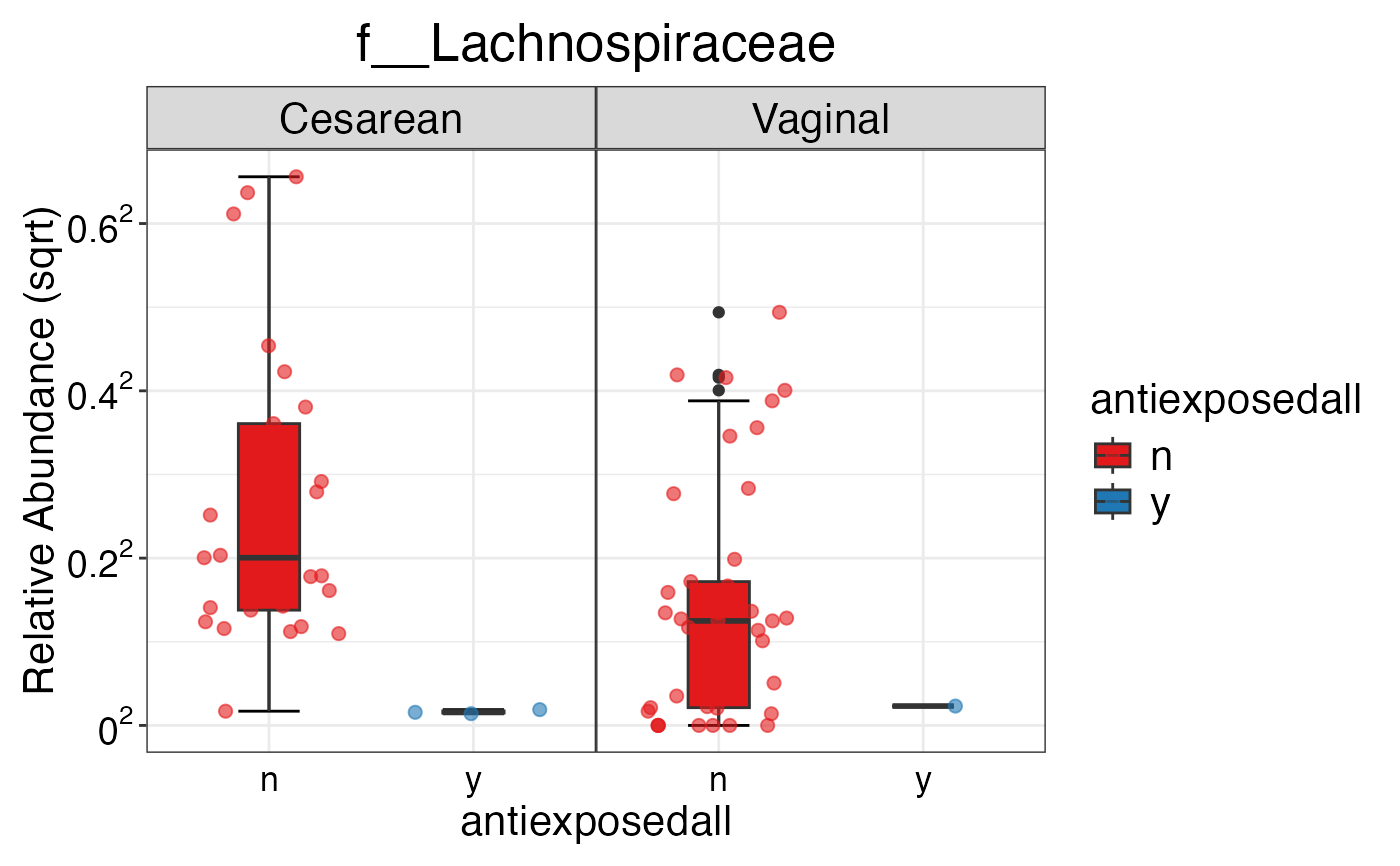 f__Lachnospiraceae
Cesarean
Vaginal
Relative Abundance (sqrt)
0.6²
0.4²
0.2²
0²
n
y
n
y
antiexposedall
antiexposedall
n
y